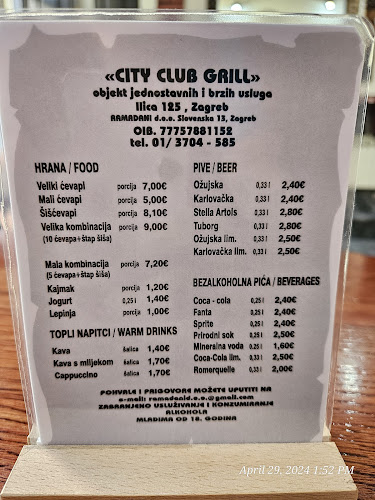 «CITY CLUB GRILL»
objekt jednostavnih i brzih usluga
Ilica 125 , Zagreb
RAMADANI d.o.o. Slovenska 13, Zagreb
OIB. 77757881152
tel. 01/ 3704 - 585
HRANA / FOOD
Veliki ćevapi porcija 7,00€
Mali ćevapi porcija 5,00€
Šišćevapi porcija 8,10€
Velika kombinacija porcija 9,00€
(10 ćevapa+štap šiša)
Mala kombinacija porcija 7,20€
(5 ćevapa+štap šiša)
Kajmak porcija 1,20€
Jogurt 0,25 l 1,40€
Lepinja porcija 1,00€
TOPLI NAPITCI / WARM DRINKS
Kava šalica 1,40€
Kava s mlijekom šalica 1,70€
Cappuccino šalica 1,70€
PIVE / BEER
Ožujska 0,33 l 2,40€
Karlovačka 0,33 l 2,40€
Stella Artois 0,33 l 2,80€
Tuborg 0,33 l 2,80€
Ožujska lim. 0,33 l 2,50€
Karlovačka lim. 0,33 l 2,50€
BEZALKOHOLNA PIĆA / BEVERAGES
Coca - cola 0,25 l 2,40€
Fanta 0,25 l 2,40€
Sprite 0,25 l 2,40€
Prirodni sok 0,25 l 2,50€
Mineralna voda 0,25 l 1,60€
Coca-Cola lim. 0,33 l 2,50€
Romerquelle 0,33 l 2,00€
POHVALE I PRIGOVORE MOŽETE UPUTITI NA
e-mail: ramadanid.o.o@gmail.com
ZABRANJENO USLUŽIVANJE I KONZUMIRANJE
ALKOHOLA
MLAĐIMA OD 18. GODINA
April 29, 2024 1:52 PM